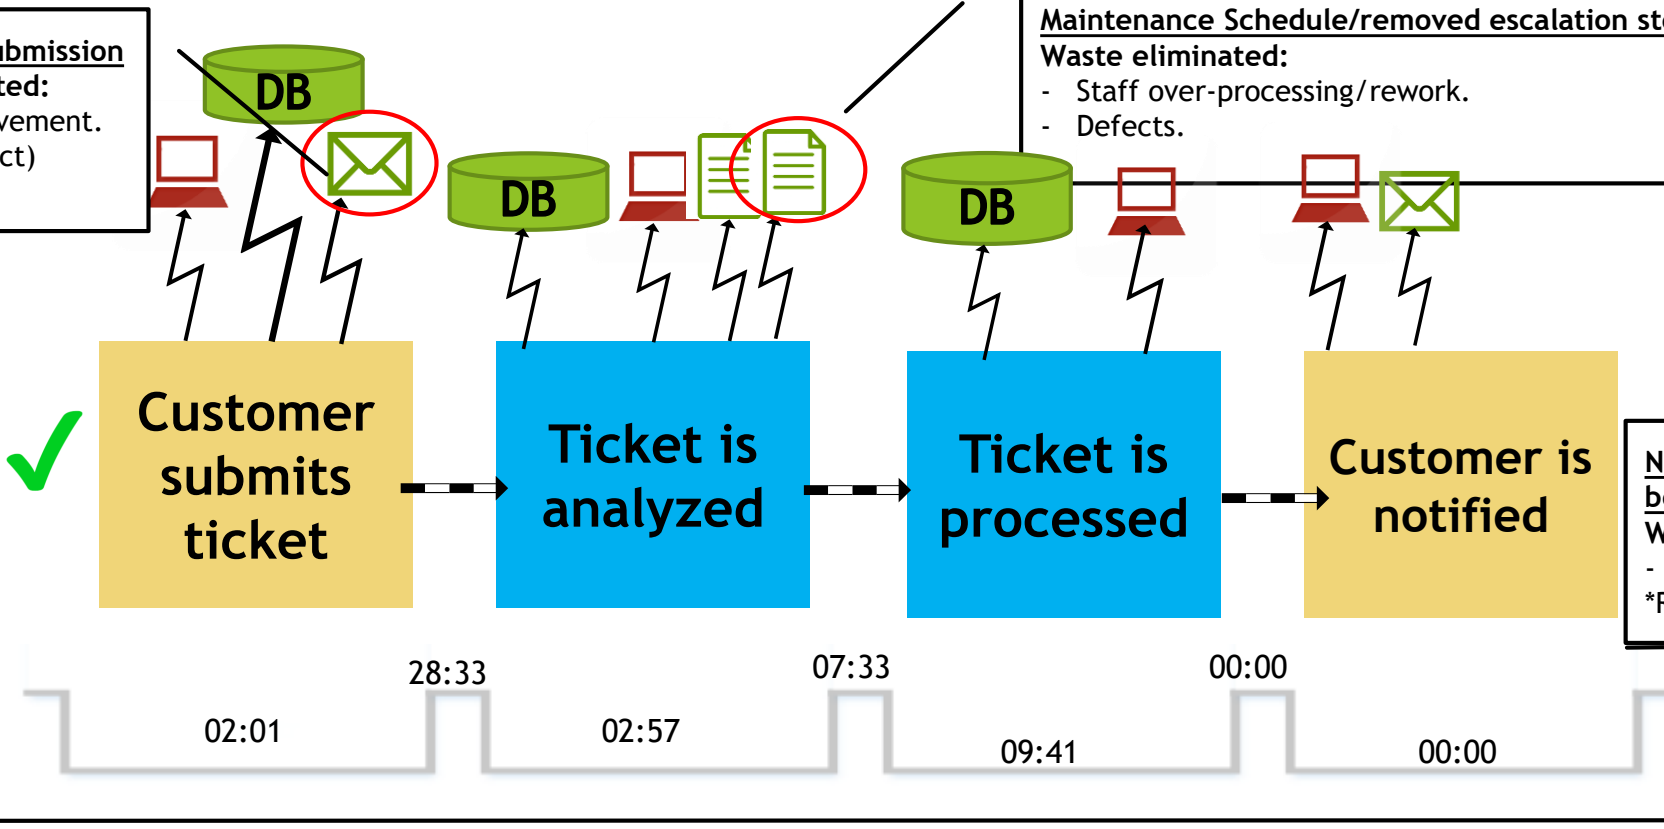 ubmission
ted:
vement.
ct)
DB
DB
Maintenance Schedule/removed escalation ste
Waste eliminated:
- Staff over-processing/rework.
- Defects.
DB
Customer
submits
ticket
Ticket is
analyzed
Ticket is
processed
Customer is
notified
N
be
W
-
*F
28:33
07:33
00:00
02:01
02:57
09:41
00:00